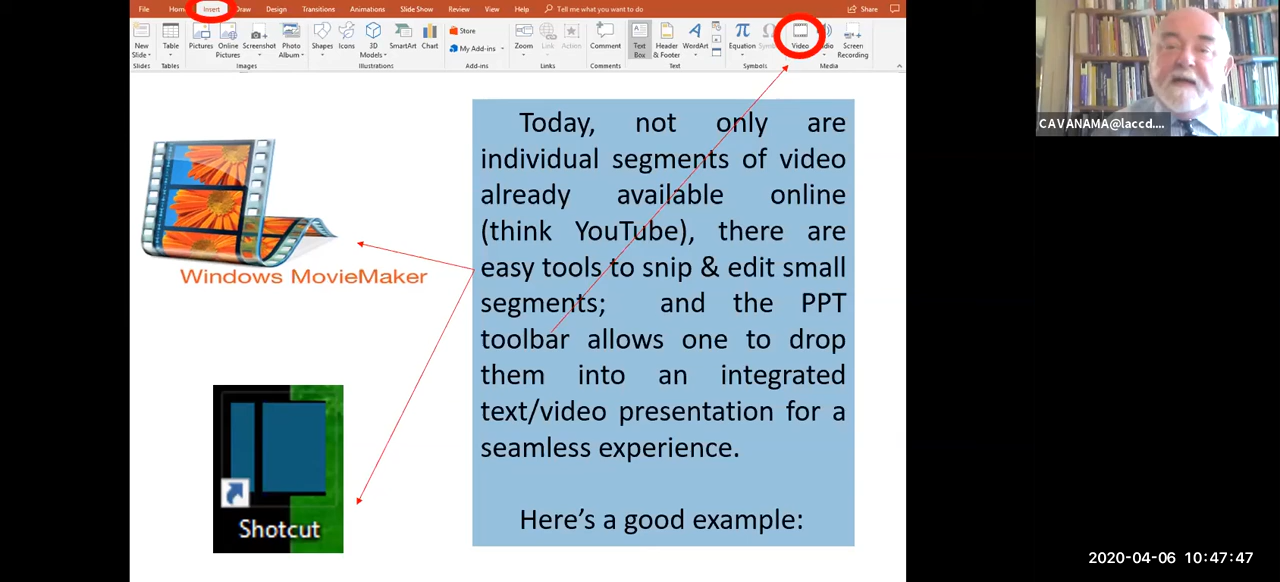 File Home Insert Draw Design Transitions Animations Slide Show Review View Help Tell me what you want to do Share
New Slide Table Pictures Online Pictures Screenshot Photo Album Shapes Icons 3D Models SmartArt Chart Store My Add-ins Zoom Link Action Comment Text Box Header & Footer WordArt Equation Video Screen Recording
Slides Tables Images Illustrations Add-ins Links Comments Text Symbols Media
CAVANAMA@laccd....
Today, not only are
individual segments of video
already available online
(think YouTube), there are
easy tools to snip & edit small
segments; and the PPT
toolbar allows one to drop
them into an integrated
text/video presentation for a
seamless experience.
Here's a good example:
Windows MovieMaker
Shotcut
2020-04-06 10:47:47